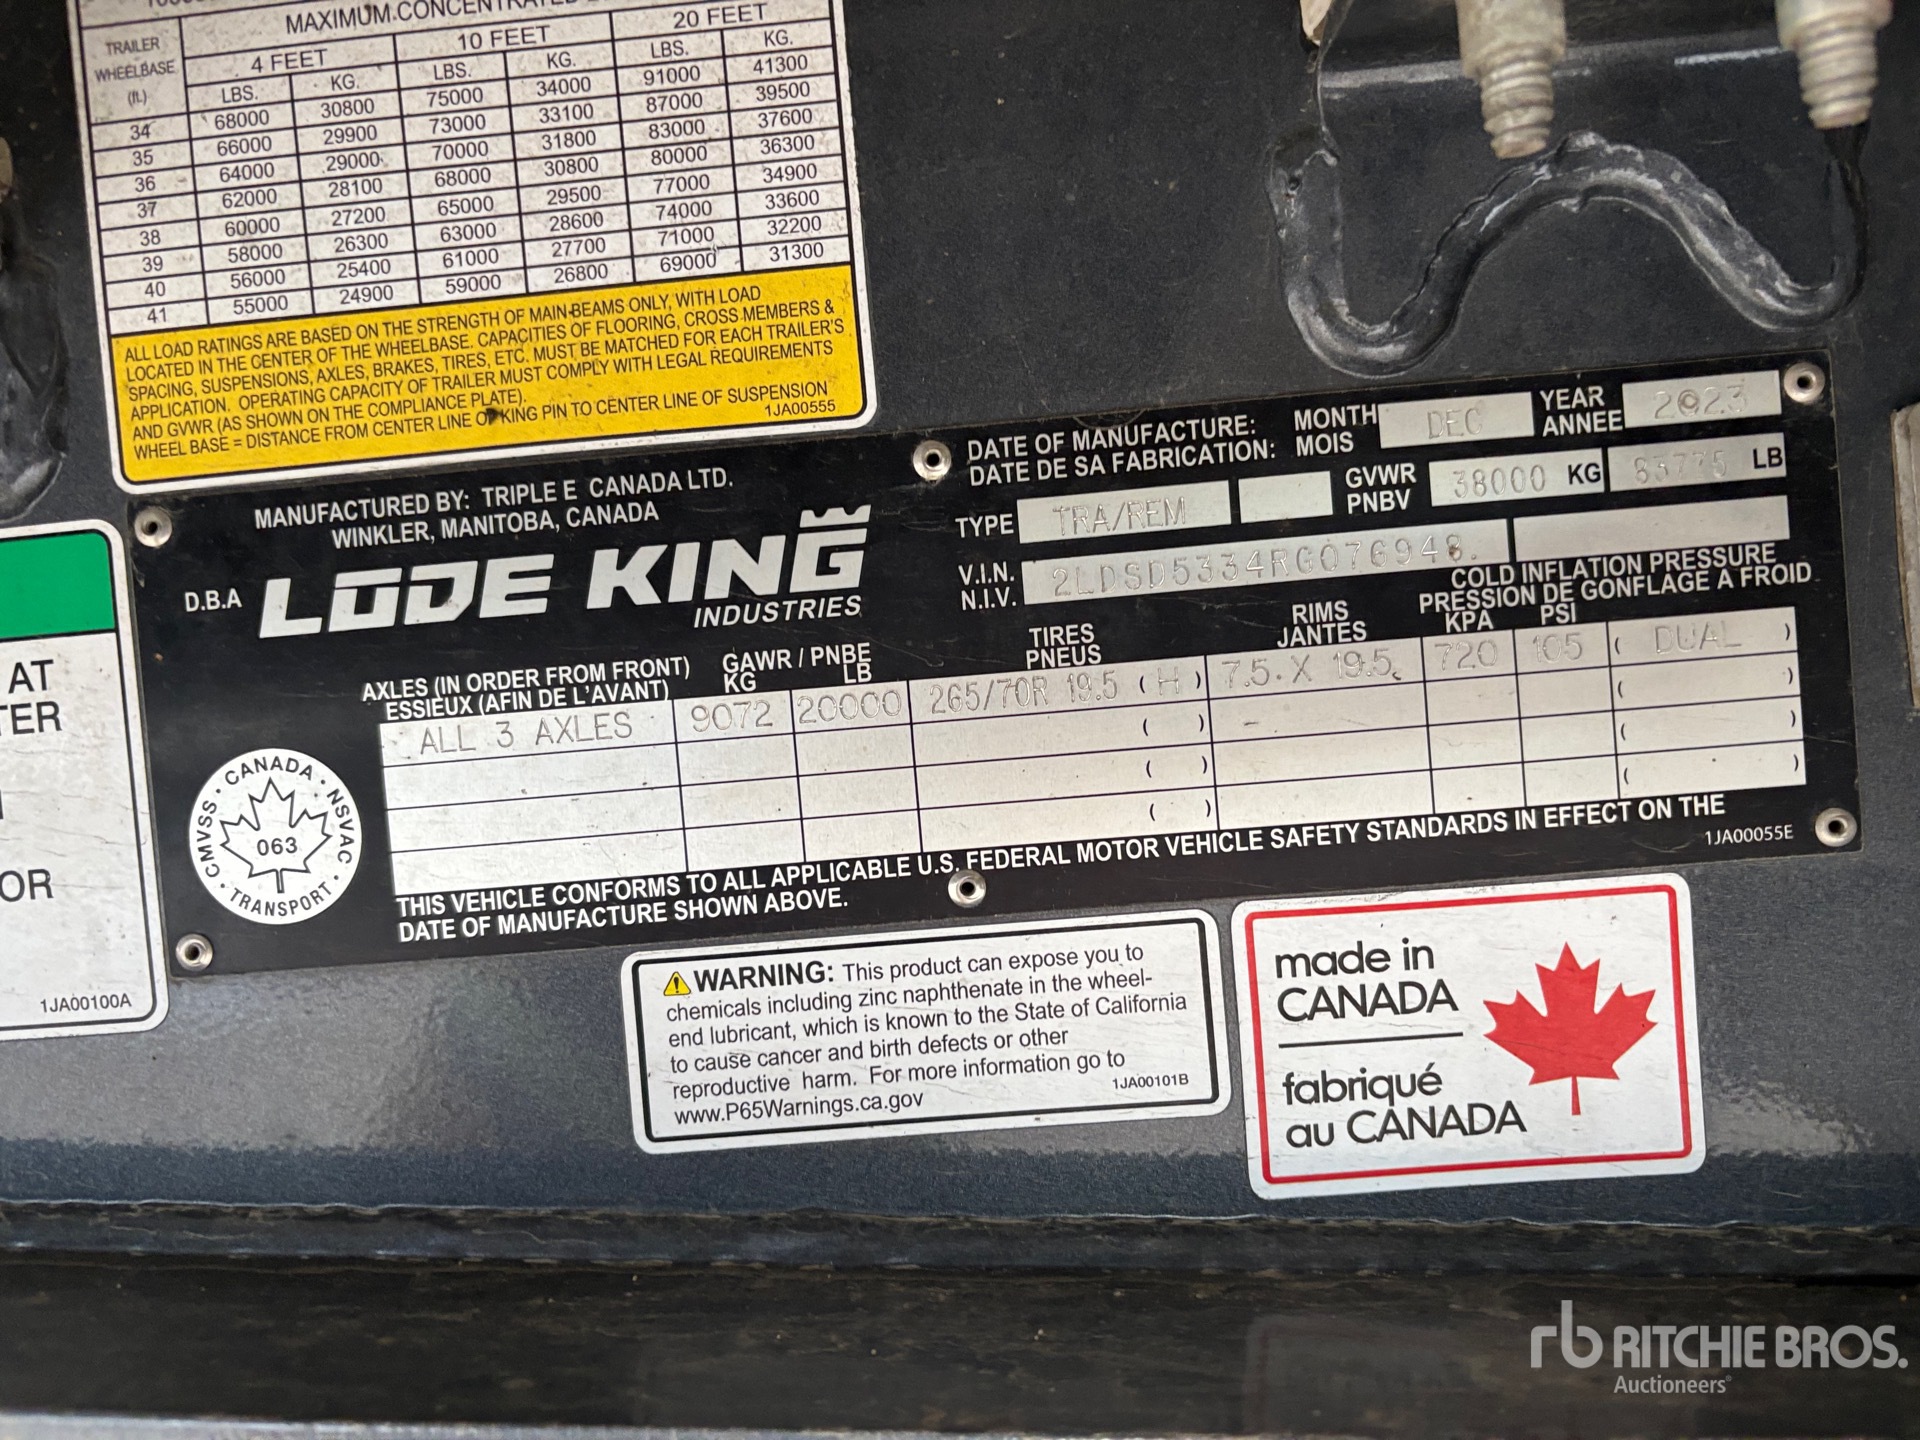 MAXIMUM CONCENTRATED
TRAILER WHEELBASE (ft.) 4 FEET 10 FEET 20 FEET
LBS. KG. LBS. KG. LBS. KG.
34 68000 30800 75000 34000 91000 41300
35 66000 29900 73000 33100 87000 39500
36 64000 29000 70000 31800 83000 37600
37 62000 28100 68000 30800 80000 36300
38 60000 27200 65000 29500 77000 34900
39 58000 26300 63000 28600 74000 33600
40 56000 25400 61000 27700 71000 32200
41 55000 24900 59000 26800 69000 31300
ALL LOAD RATINGS ARE BASED ON THE STRENGTH OF MAIN-BEAMS ONLY, WITH LOAD
LOCATED IN THE CENTER OF THE WHEELBASE. CAPACITIES OF FLOORING, CROSS MEMBERS &
SPACING, SUSPENSIONS, AXLES, BRAKES, TIRES, ETC. MUST BE MATCHED FOR EACH TRAILER'S
APPLICATION. OPERATING CAPACITY OF TRAILER MUST COMPLY WITH LEGAL REQUIREMENTS
AND GVWR (AS SHOWN ON THE COMPLIANCE PLATE).
WHEEL BASE = DISTANCE FROM CENTER LINE OF KING PIN TO CENTER LINE OF SUSPENSION
1JA00555
AT
TER
OR
1JA00100A
MANUFACTURED BY: TRIPLE E CANADA LTD.
WINKLER, MANITOBA, CANADA
D.B.A LODE KING
INDUSTRIES
DATE OF MANUFACTURE: MONTH DEC YEAR 2023
DATE DE SA FABRICATION: MOIS ANNÉE
TYPE TRA/REM GVWR PNBV 38000 KG 83775 LB
V.I.N. N.I.V. 2LDSD5334RG076948.
COLD INFLATION PRESSURE
PRESSION DE GONFLAGE A FROID
AXLES (IN ORDER FROM FRONT) GAWR / PNBE TIRES RIMS
ESSIEUX (AFIN DE L'AVANT) KG LB PNEUS JANTES KPA PSI
ALL 3 AXLES 9072 20000 265/70R 19.5 (H) 7.5 X 19.5 720 105 (DUAL)
CMVSS · CANADA · NSVAC · TRANSPORT ·
063
THIS VEHICLE CONFORMS TO ALL APPLICABLE U.S. FEDERAL MOTOR VEHICLE SAFETY STANDARDS IN EFFECT ON THE
DATE OF MANUFACTURE SHOWN ABOVE.
1JA00055E
WARNING: This product can expose you to
chemicals including zinc naphthenate in the wheel-
end lubricant, which is known to the State of California
to cause cancer and birth defects or other
reproductive harm. For more information go to
www.P65Warnings.ca.gov
1JA00101B
made in
CANADA
fabriqué
au CANADA
rb RITCHIE BROS.
Auctioneers